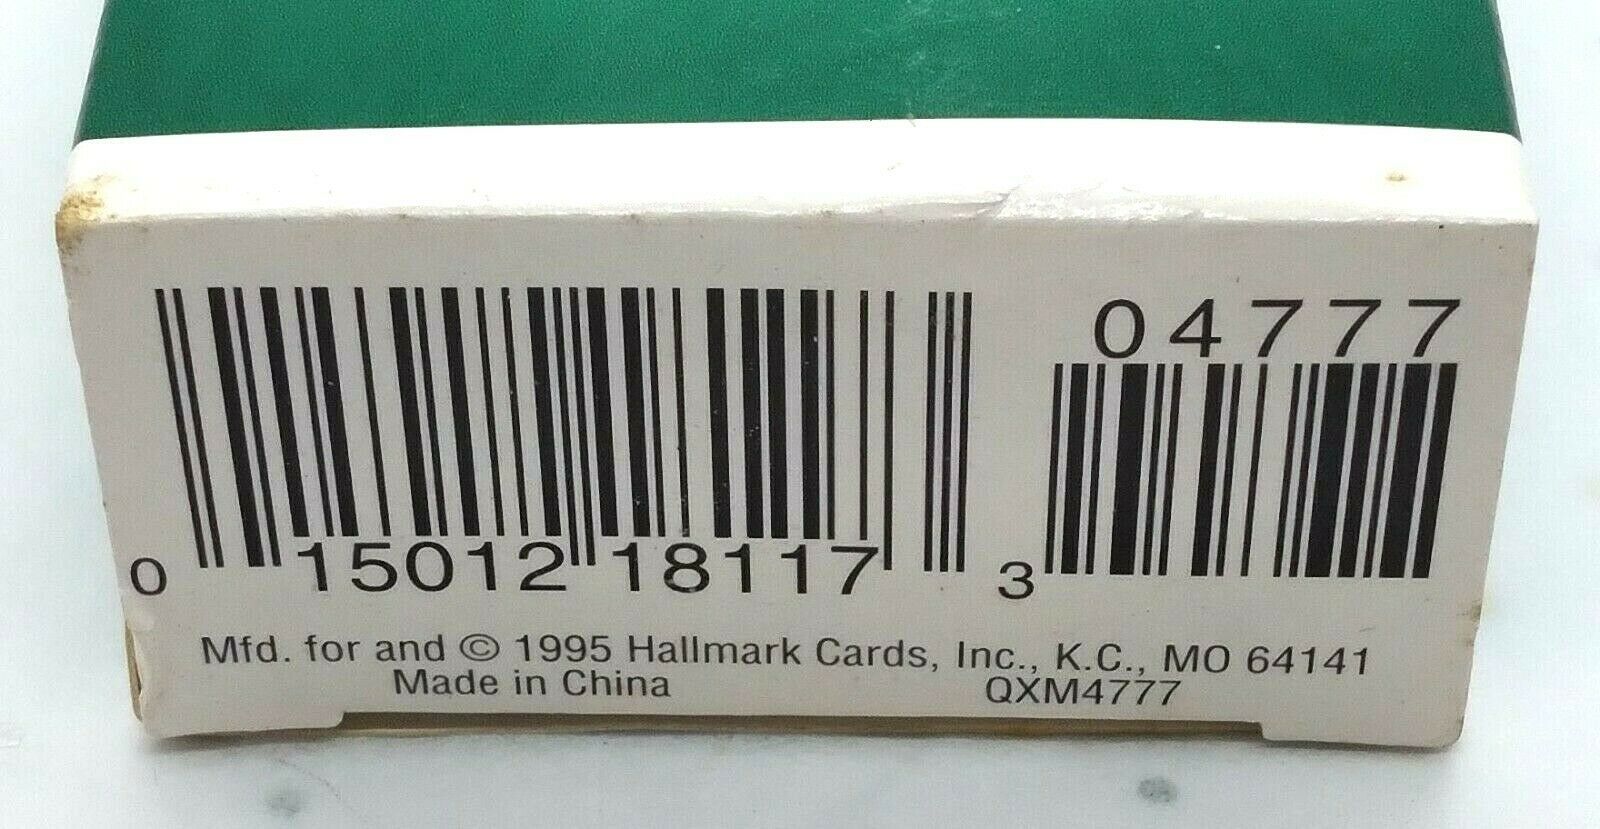 04777
0 15012 18117 3
Mfd. for and © 1995 Hallmark Cards, Inc., K.C., MO 64141
Made in China QXM4777